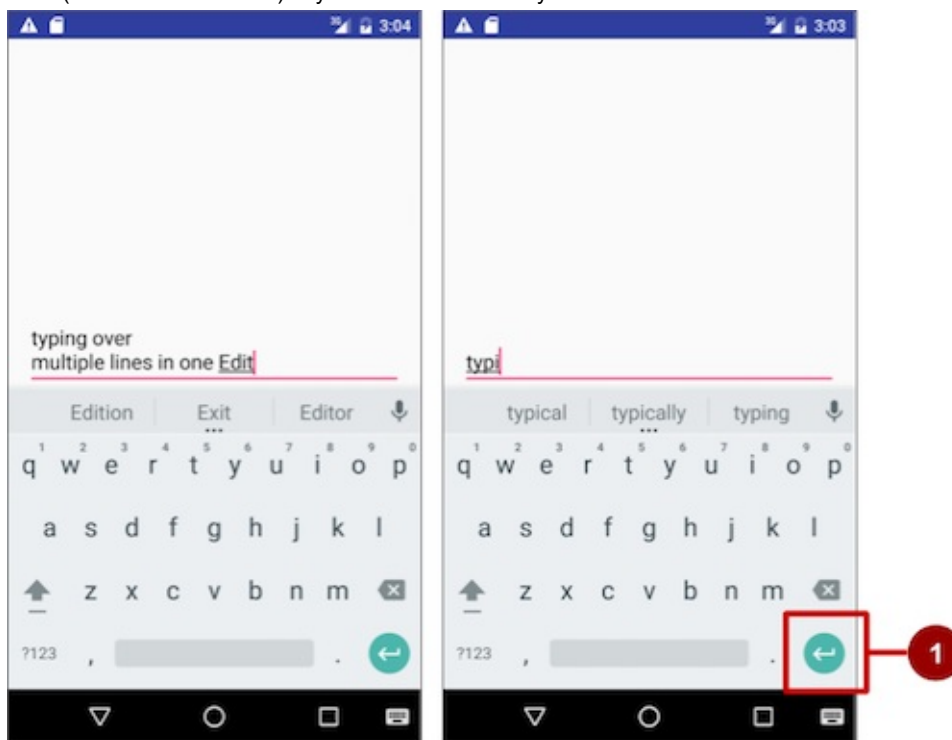 3G 3:04
typing over
multiple lines in one Edit
Edition Exit Editor
1 2 3 4 5 6 7 8 9 0
q w e r t y u i o p
a s d f g h j k l
z x c v b n m
?123 , .
3G 3:03
typi
typical typically typing
1 2 3 4 5 6 7 8 9 0
q w e r t y u i o p
a s d f g h j k l
z x c v b n m
?123 , .
1